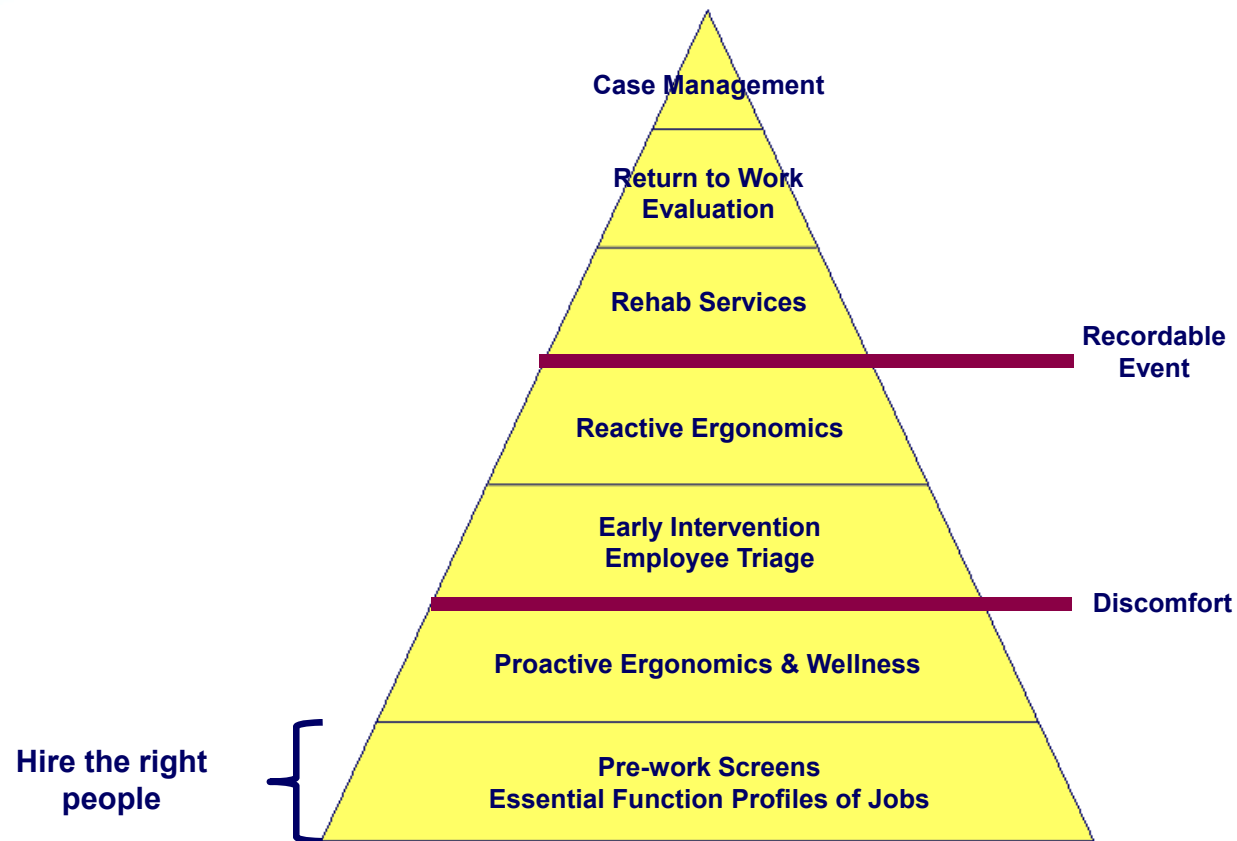 Case Management
Return to Work
Evaluation
Rehab Services
Recordable
Event
Reactive Ergonomics
Early Intervention
Employee Triage
Discomfort
Proactive Ergonomics & Wellness
Hire the right
people
Pre-work Screens
Essential Function Profiles of Jobs